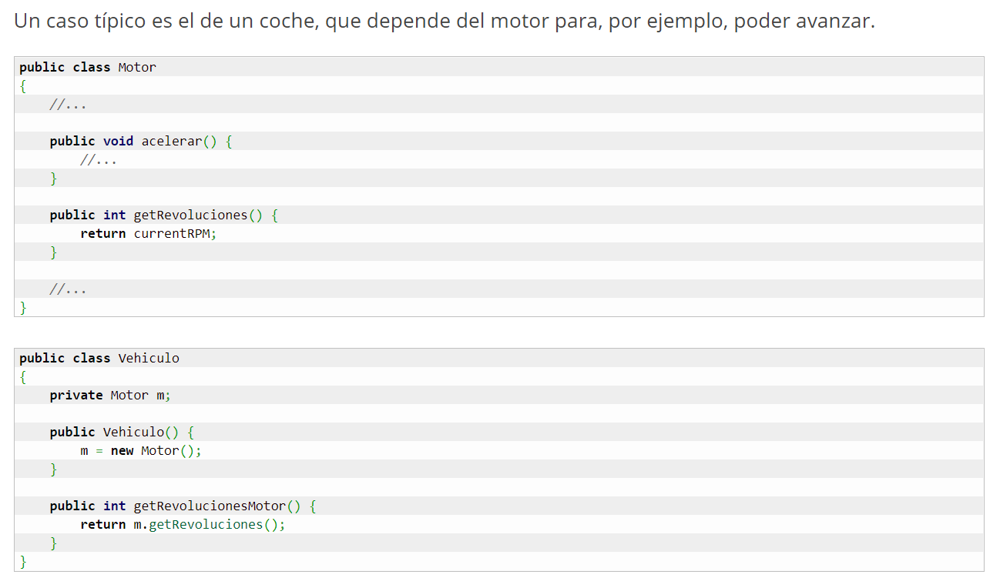 Un caso típico es el de un coche, que depende del motor para, por ejemplo, poder avanzar.
public class Motor
{
    //...
    public void acelerar() {
        //...
    }
    public int getRevoluciones() {
        return currentRPM;
    }
    //...
}
public class Vehiculo
{
    private Motor m;
    public Vehiculo() {
        m = new Motor();
    }
    public int getRevolucionesMotor() {
        return m.getRevoluciones();
    }
}